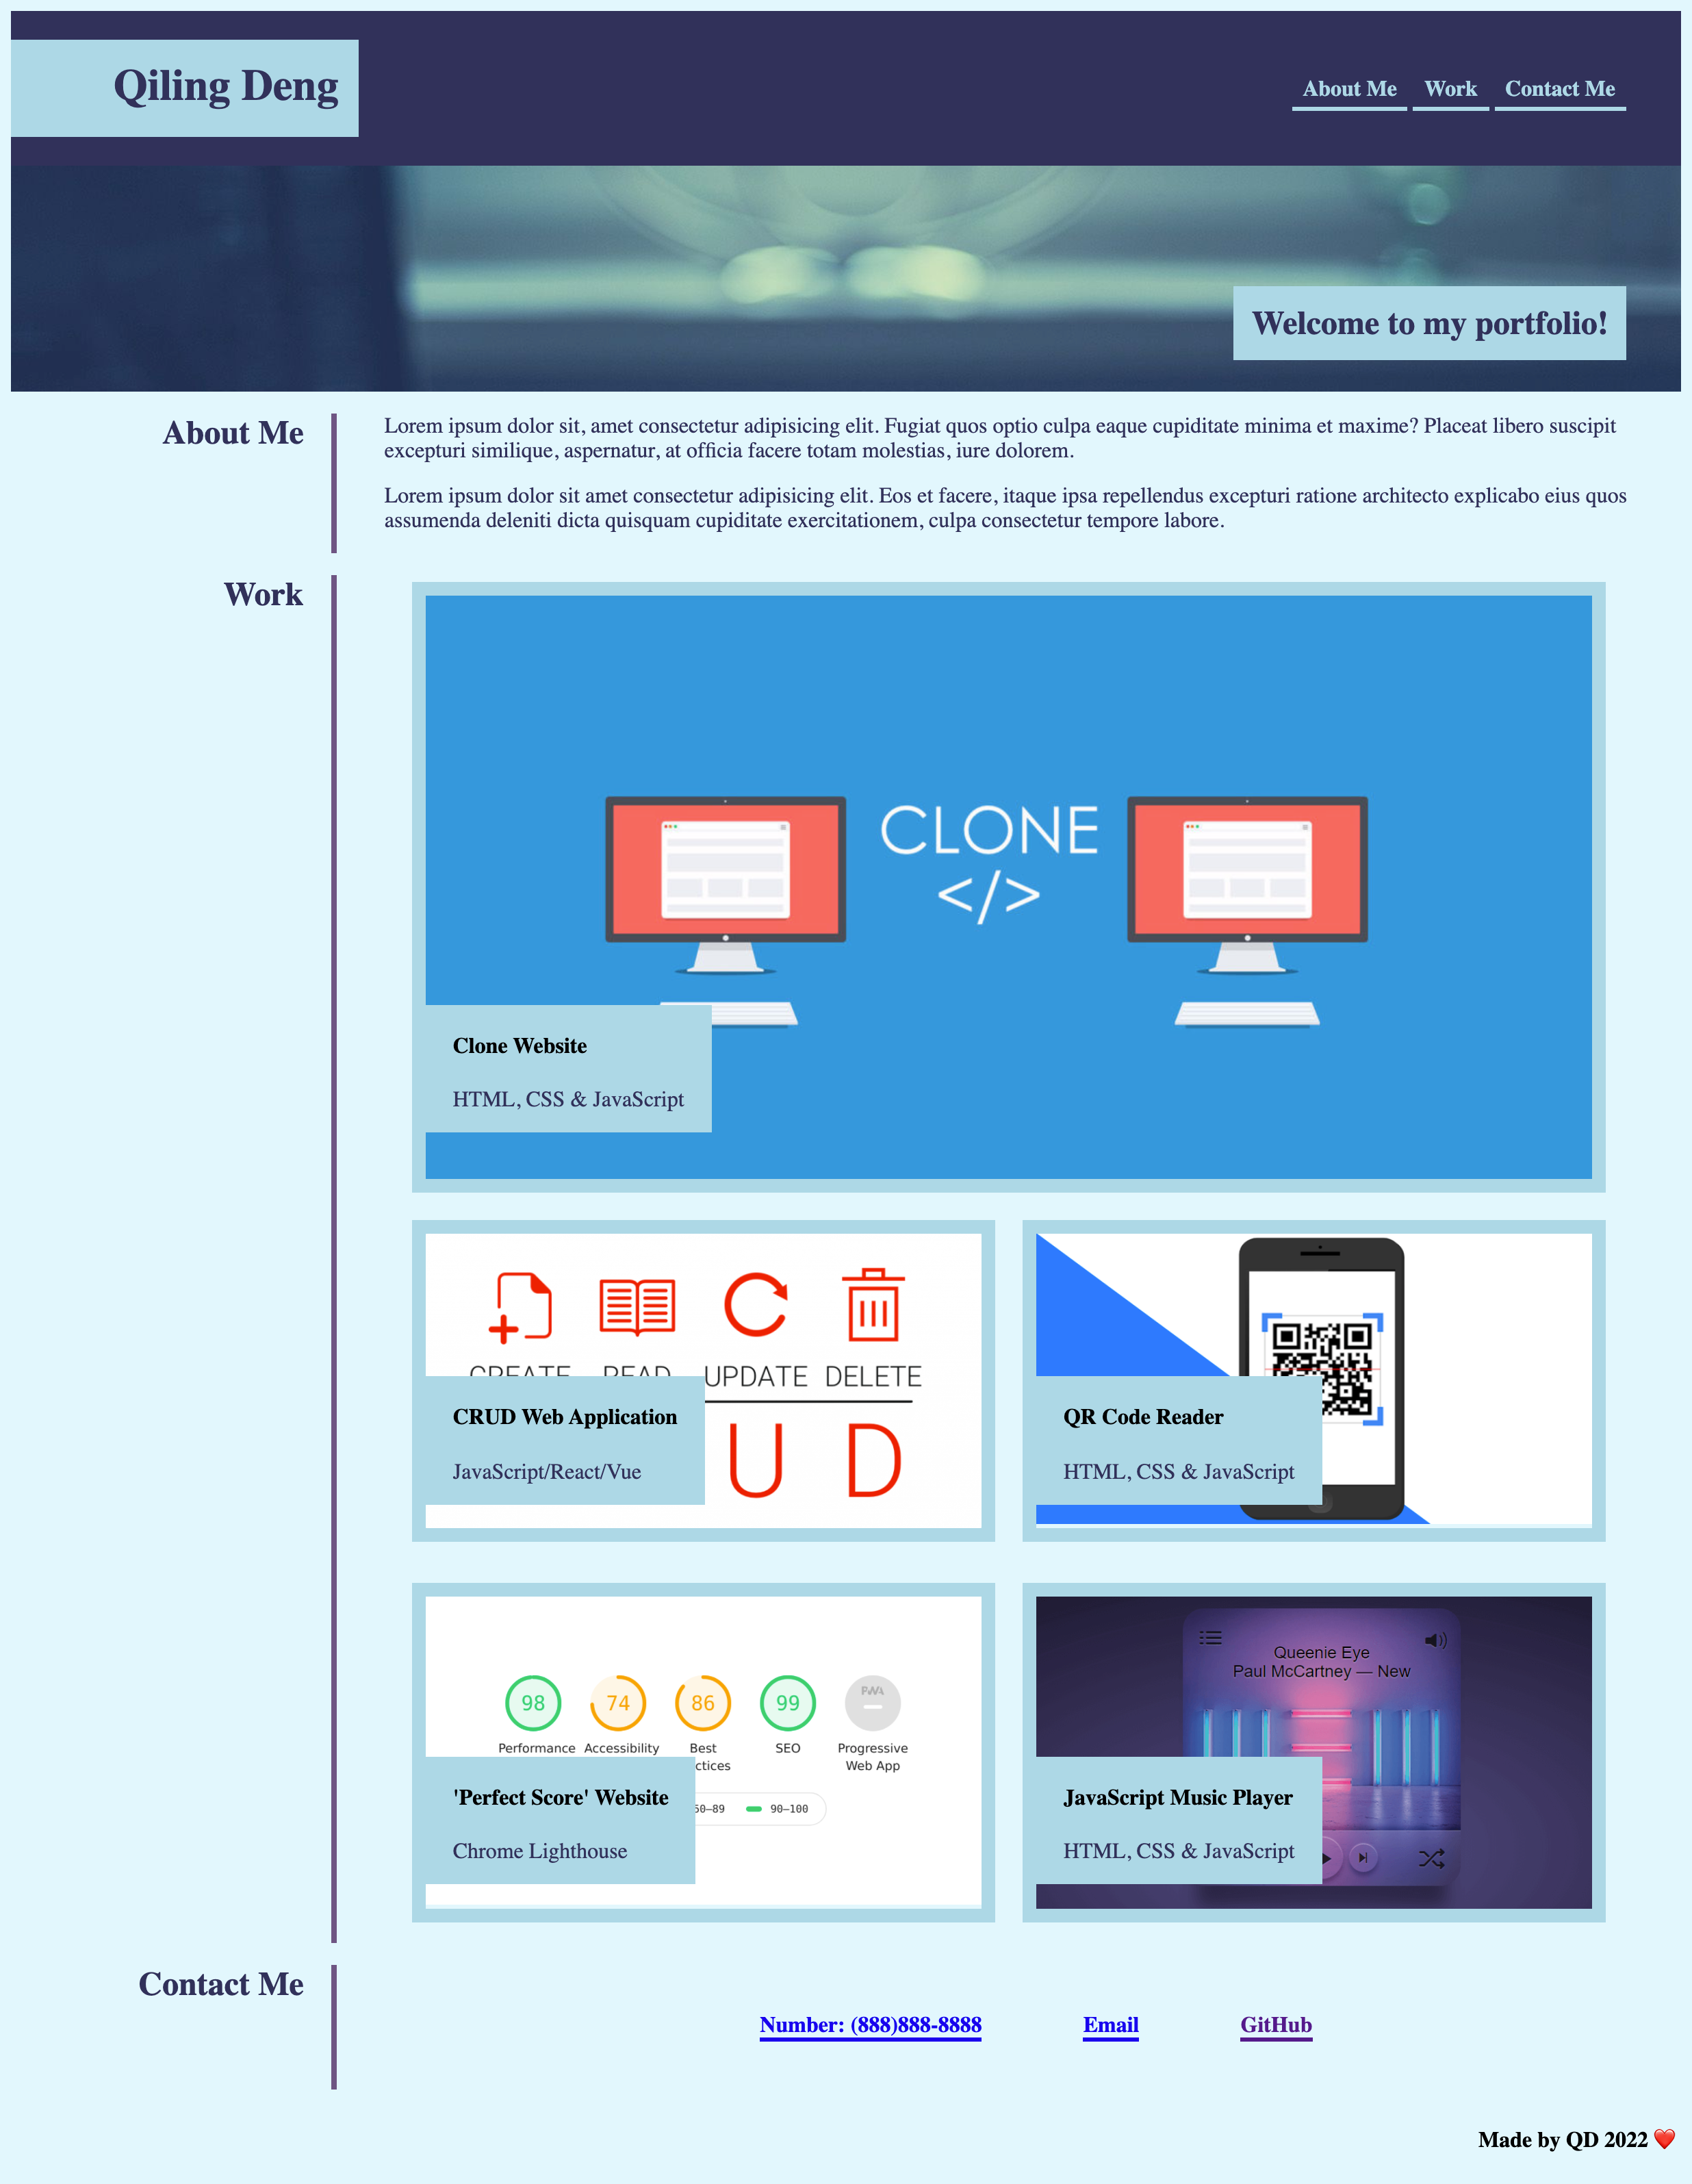 Qiling Deng
About Me
Work
Contact Me
Welcome to my portfolio!
About Me
Lorem ipsum dolor sit, amet consectetur adipisicing elit. Fugiat quos optio culpa eaque cupiditate minima et maxime? Placeat libero suscipit
excepturi similique, aspernatur, at officia facere totam molestias, iure dolorem.
Lorem ipsum dolor sit amet consectetur adipisicing elit. Eos et facere, itaque ipsa repellendus excepturi ratione architecto explicabo eius quos
assumenda deleniti dicta quisquam cupiditate exercitationem, culpa consectetur tempore labore.
Work
CLONE
</>
Clone Website
HTML, CSS & JavaScript
CREATE READ UPDATE DELETE
U D
CRUD Web Application
JavaScript/React/Vue
QR Code Reader
HTML, CSS & JavaScript
98 74 86 99 PWA
Performance Accessibility Best SEO Progressive
ctices Web App
50–89 90–100
'Perfect Score' Website
Chrome Lighthouse
Queenie Eye
Paul McCartney — New
JavaScript Music Player
HTML, CSS & JavaScript
Contact Me
Number: (888)888-8888
Email
GitHub
Made by QD 2022 ❤️